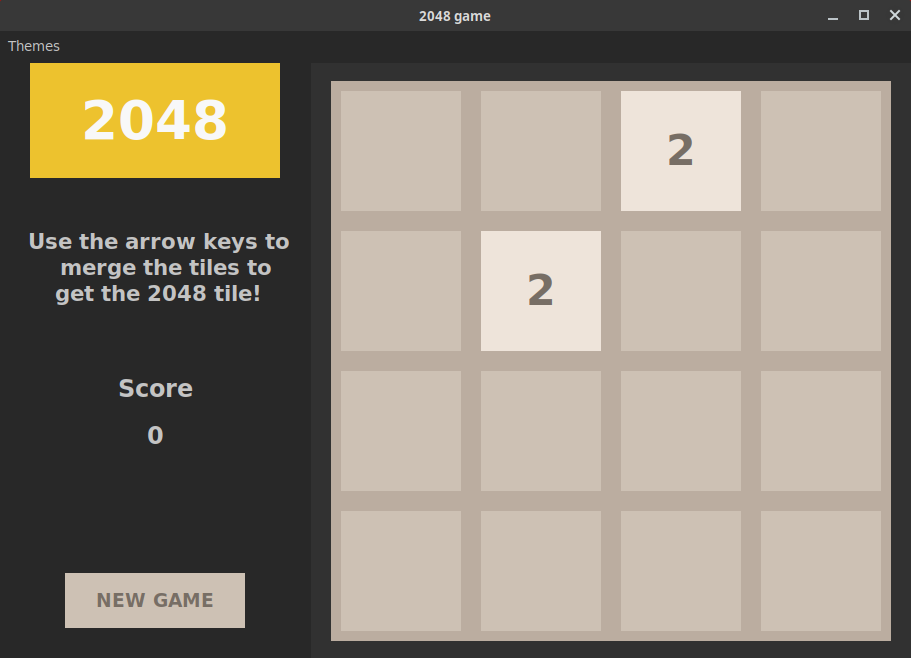 2048 game
Themes
2048
Use the arrow keys to
merge the tiles to
get the 2048 tile!
Score
0
NEW GAME
2
2